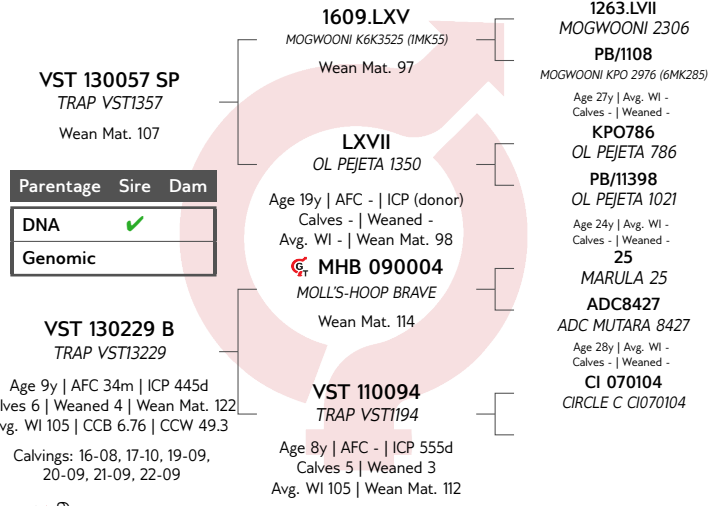 VST 130057 SP
TRAP VST1357
Wean Mat. 107
Parentage Sire Dam
DNA ✔
Genomic
VST 130229 B
TRAP VST13229
Age 9y | AFC 34m | ICP 445d
lves 6 | Weaned 4 | Wean Mat. 122
vg. WI 105 | CCB 6.76 | CCW 49.3
Calvings: 16-08, 17-10, 19-09,
20-09, 21-09, 22-09
1609.LXV
MOGWOONI K6K3525 (1MK55)
Wean Mat. 97
LXVII
OL PEJETA 1350
Age 19y | AFC - | ICP (donor)
Calves - | Weaned -
Avg. WI - | Wean Mat. 98
GT MHB 090004
MOLL'S-HOOP BRAVE
Wean Mat. 114
VST 110094
TRAP VST1194
Age 8y | AFC - | ICP 555d
Calves 5 | Weaned 3
Avg. WI 105 | Wean Mat. 112
1263.LVII
MOGWOONI 2306
PB/1108
MOGWOONI KPO 2976 (6MK285)
Age 27y | Avg. WI -
Calves - | Weaned -
KPO786
OL PEJETA 786
PB/11398
OL PEJETA 1021
Age 24y | Avg. WI -
Calves - | Weaned -
25
MARULA 25
ADC8427
ADC MUTARA 8427
Age 28y | Avg. WI -
Calves - | Weaned -
CI 070104
CIRCLE C CI070104